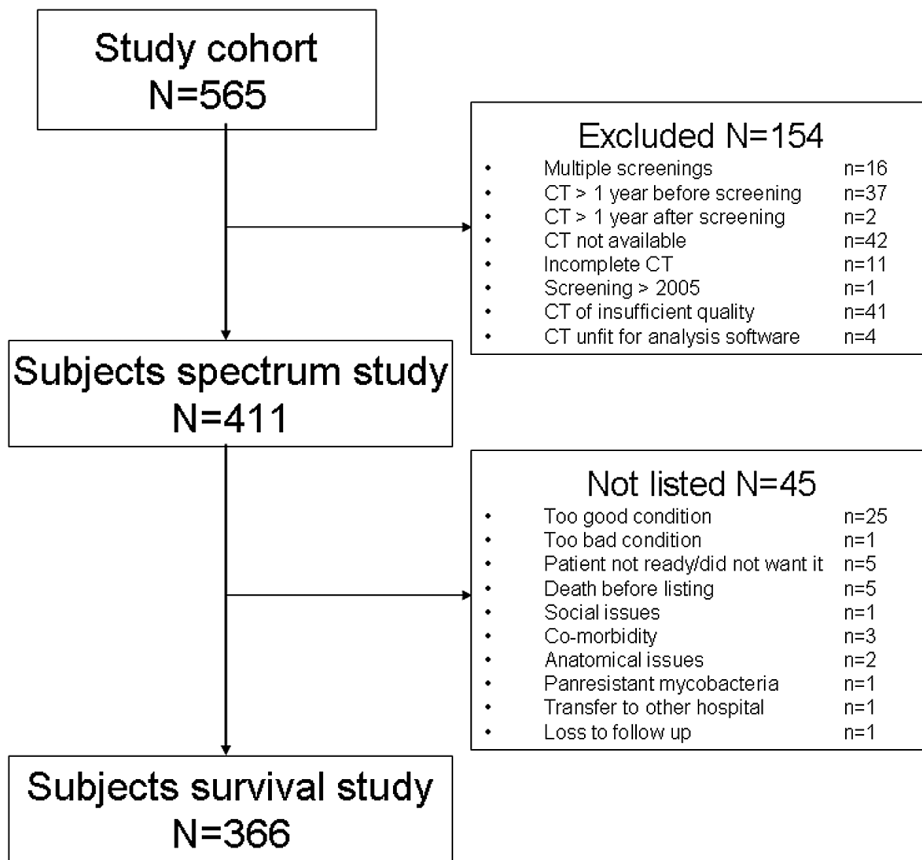 Study cohort
N=565
Excluded N=154
• Multiple screenings n=16
• CT > 1 year before screening n=37
• CT > 1 year after screening n=2
• CT not available n=42
• Incomplete CT n=11
• Screening > 2005 n=1
• CT of insufficient quality n=41
• CT unfit for analysis software n=4
Subjects spectrum study
N=411
Not listed N=45
• Too good condition n=25
• Too bad condition n=1
• Patient not ready/did not want it n=5
• Death before listing n=5
• Social issues n=1
• Co-morbidity n=3
• Anatomical issues n=2
• Panresistant mycobacteria n=1
• Transfer to other hospital n=1
• Loss to follow up n=1
Subjects survival study
N=366